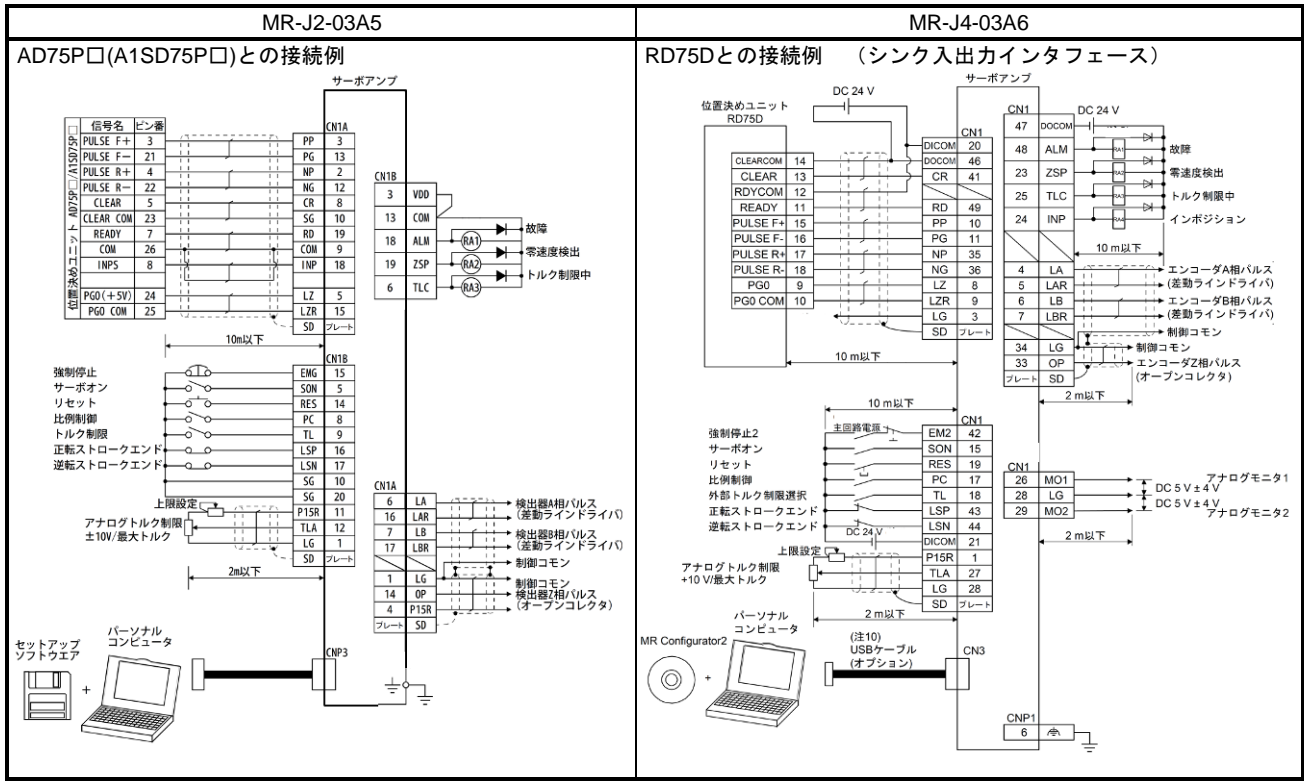 MR-J2-03A5
MR-J4-03A6
AD75P□(A1SD75P□)との接続例
サーボアンプ
位置決めユニット AD75P□/A1SD75P□
信号名 ピン番
PULSE F+ 3
PULSE F− 21
PULSE R+ 4
PULSE R− 22
CLEAR 5
CLEAR COM 23
READY 7
COM 26
INPS 8
PG0(+5V) 24
PG0 COM 25
CN1A
PP 3
PG 13
NP 2
NG 12
CR 8
SG 10
RD 19
COM 9
INP 18
LZ 5
LZR 15
SD プレート
10m以下
CN1B
3 VDD
13 COM
18 ALM RA1 故障
19 ZSP RA2 零速度検出
6 TLC RA3 トルク制限中
CN1B
強制停止 EMG 15
サーボオン SON 5
リセット RES 14
比例制御 PC 8
トルク制限 TL 9
正転ストロークエンド LSP 16
逆転ストロークエンド LSN 17
SG 10
SG 20
上限設定 P15R 11
アナログトルク制限 TLA 12
±10V/最大トルク LG 1
SD プレート
2m以下
CN1A
6 LA 検出器A相パルス
16 LAR (差動ラインドライバ)
7 LB 検出器B相パルス
17 LBR (差動ラインドライバ)
制御コモン
1 LG 制御コモン
14 OP 検出器Z相パルス
4 P15R (オープンコレクタ)
プレート SD
セットアップ
ソフトウエア
+
パーソナル
コンピュータ
CNP3
RD75Dとの接続例 (シンク入出力インタフェース)
サーボアンプ
DC 24 V
位置決めユニット
RD75D
CLEARCOM 14
CLEAR 13
RDYCOM 12
READY 11
PULSE F+ 15
PULSE F- 16
PULSE R+ 17
PULSE R- 18
PG0 9
PG0 COM 10
CN1
DICOM 20
DOCOM 46
CR 41
RD 49
PP 10
PG 11
NP 35
NG 36
LZ 8
LZR 9
LG 3
SD プレート
10 m以下
CN1
DC 24 V
47 DOCOM
48 ALM RA1 故障
23 ZSP RA2 零速度検出
25 TLC RA3 トルク制限中
24 INP RA4 インポジション
10 m以下
4 LA エンコーダA相パルス
5 LAR (差動ラインドライバ)
6 LB エンコーダB相パルス
7 LBR (差動ラインドライバ)
制御コモン
34 LG 制御コモン
33 OP エンコーダZ相パルス
プレート SD (オープンコレクタ)
2 m以下
10 m以下
CN1
強制停止2 主回路電源 EM2 42
サーボオン SON 15
リセット RES 19
比例制御 PC 17
外部トルク制限選択 TL 18
正転ストロークエンド LSP 43
逆転ストロークエンド LSN 44
DC 24 V DICOM 21
上限設定 P15R 1
アナログトルク制限 TLA 27
+10 V/最大トルク LG 28
SD プレート
2 m以下
CN1
26 MO1 アナログモニタ1
DC 5 V ± 4 V
28 LG
DC 5 V ± 4 V
29 MO2 アナログモニタ2
2 m以下
MR Configurator2
+
パーソナル
コンピュータ
(注10)
USBケーブル
(オプション)
CN3
CNP1
6